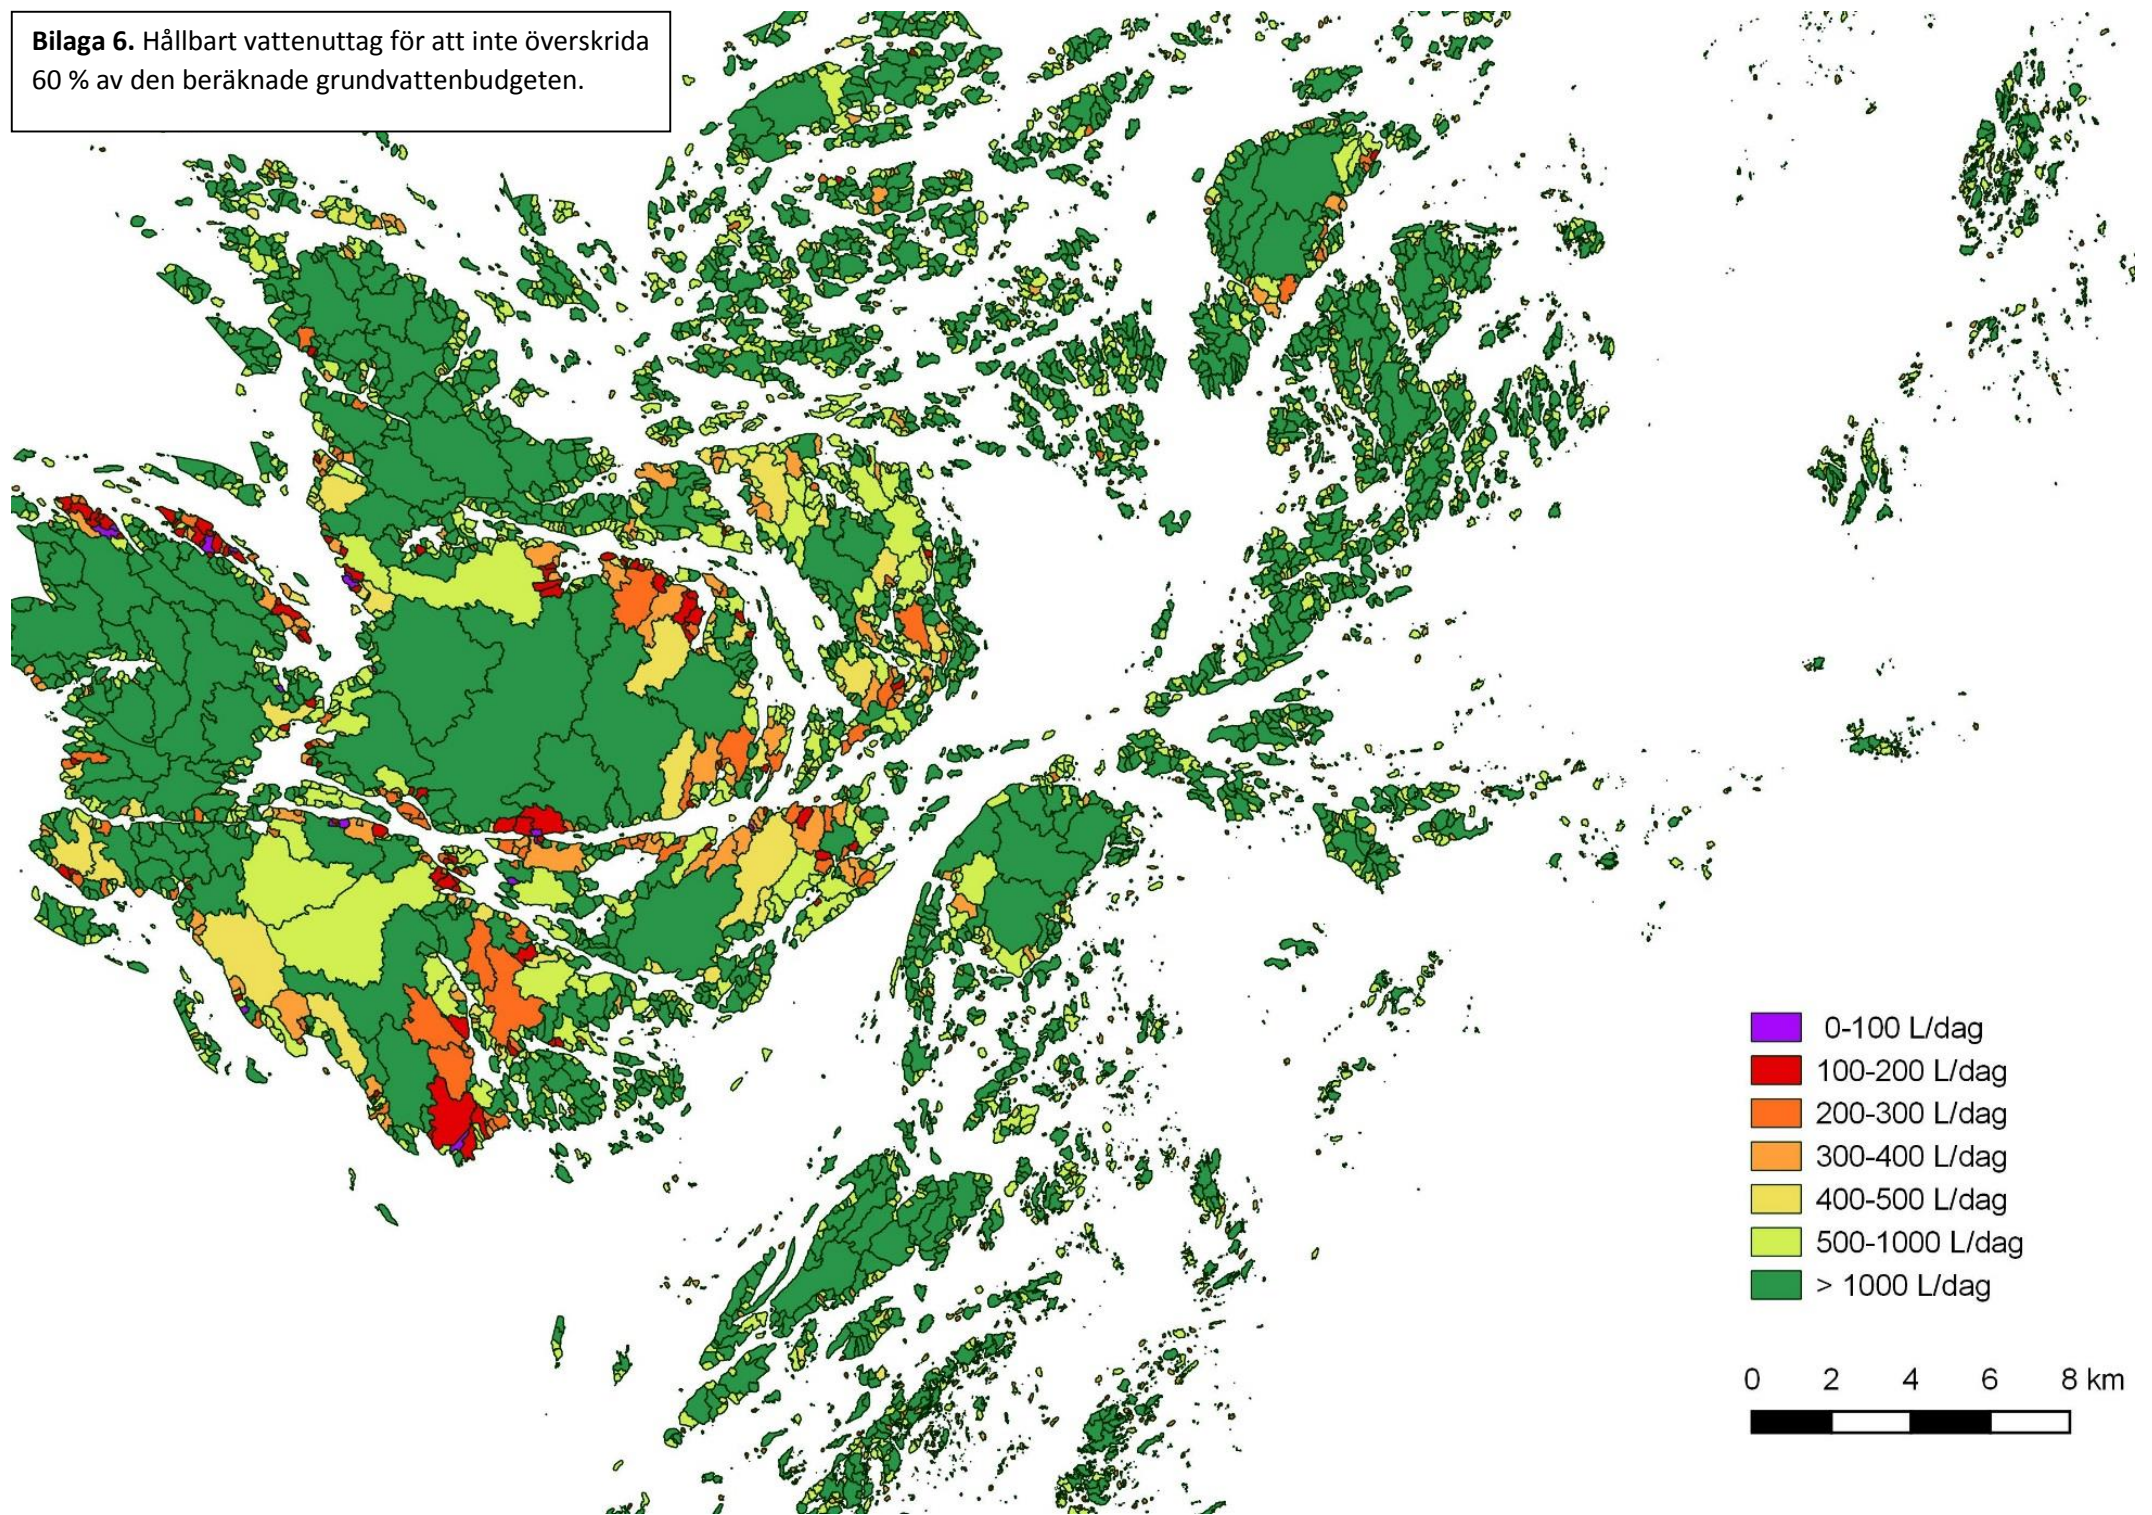 Bilaga 6. Hållbart vattenuttag för att inte överskrida
60 % av den beräknade grundvattenbudgeten.
0-100 L/dag
100-200 L/dag
200-300 L/dag
300-400 L/dag
400-500 L/dag
500-1000 L/dag
> 1000 L/dag
0 2 4 6 8 km